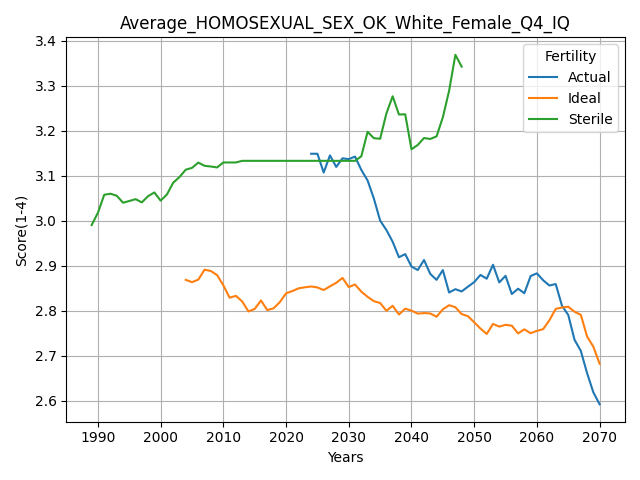 Average_HOMOSEXUAL_SEX_OK_White_Female_Q4_IQ
Score(1-4)
3.4
3.3
3.2
3.1
3.0
2.9
2.8
2.7
2.6
Fertility
Actual
Ideal
Sterile
1990 2000 2010 2020 2030 2040 2050 2060 2070
Years